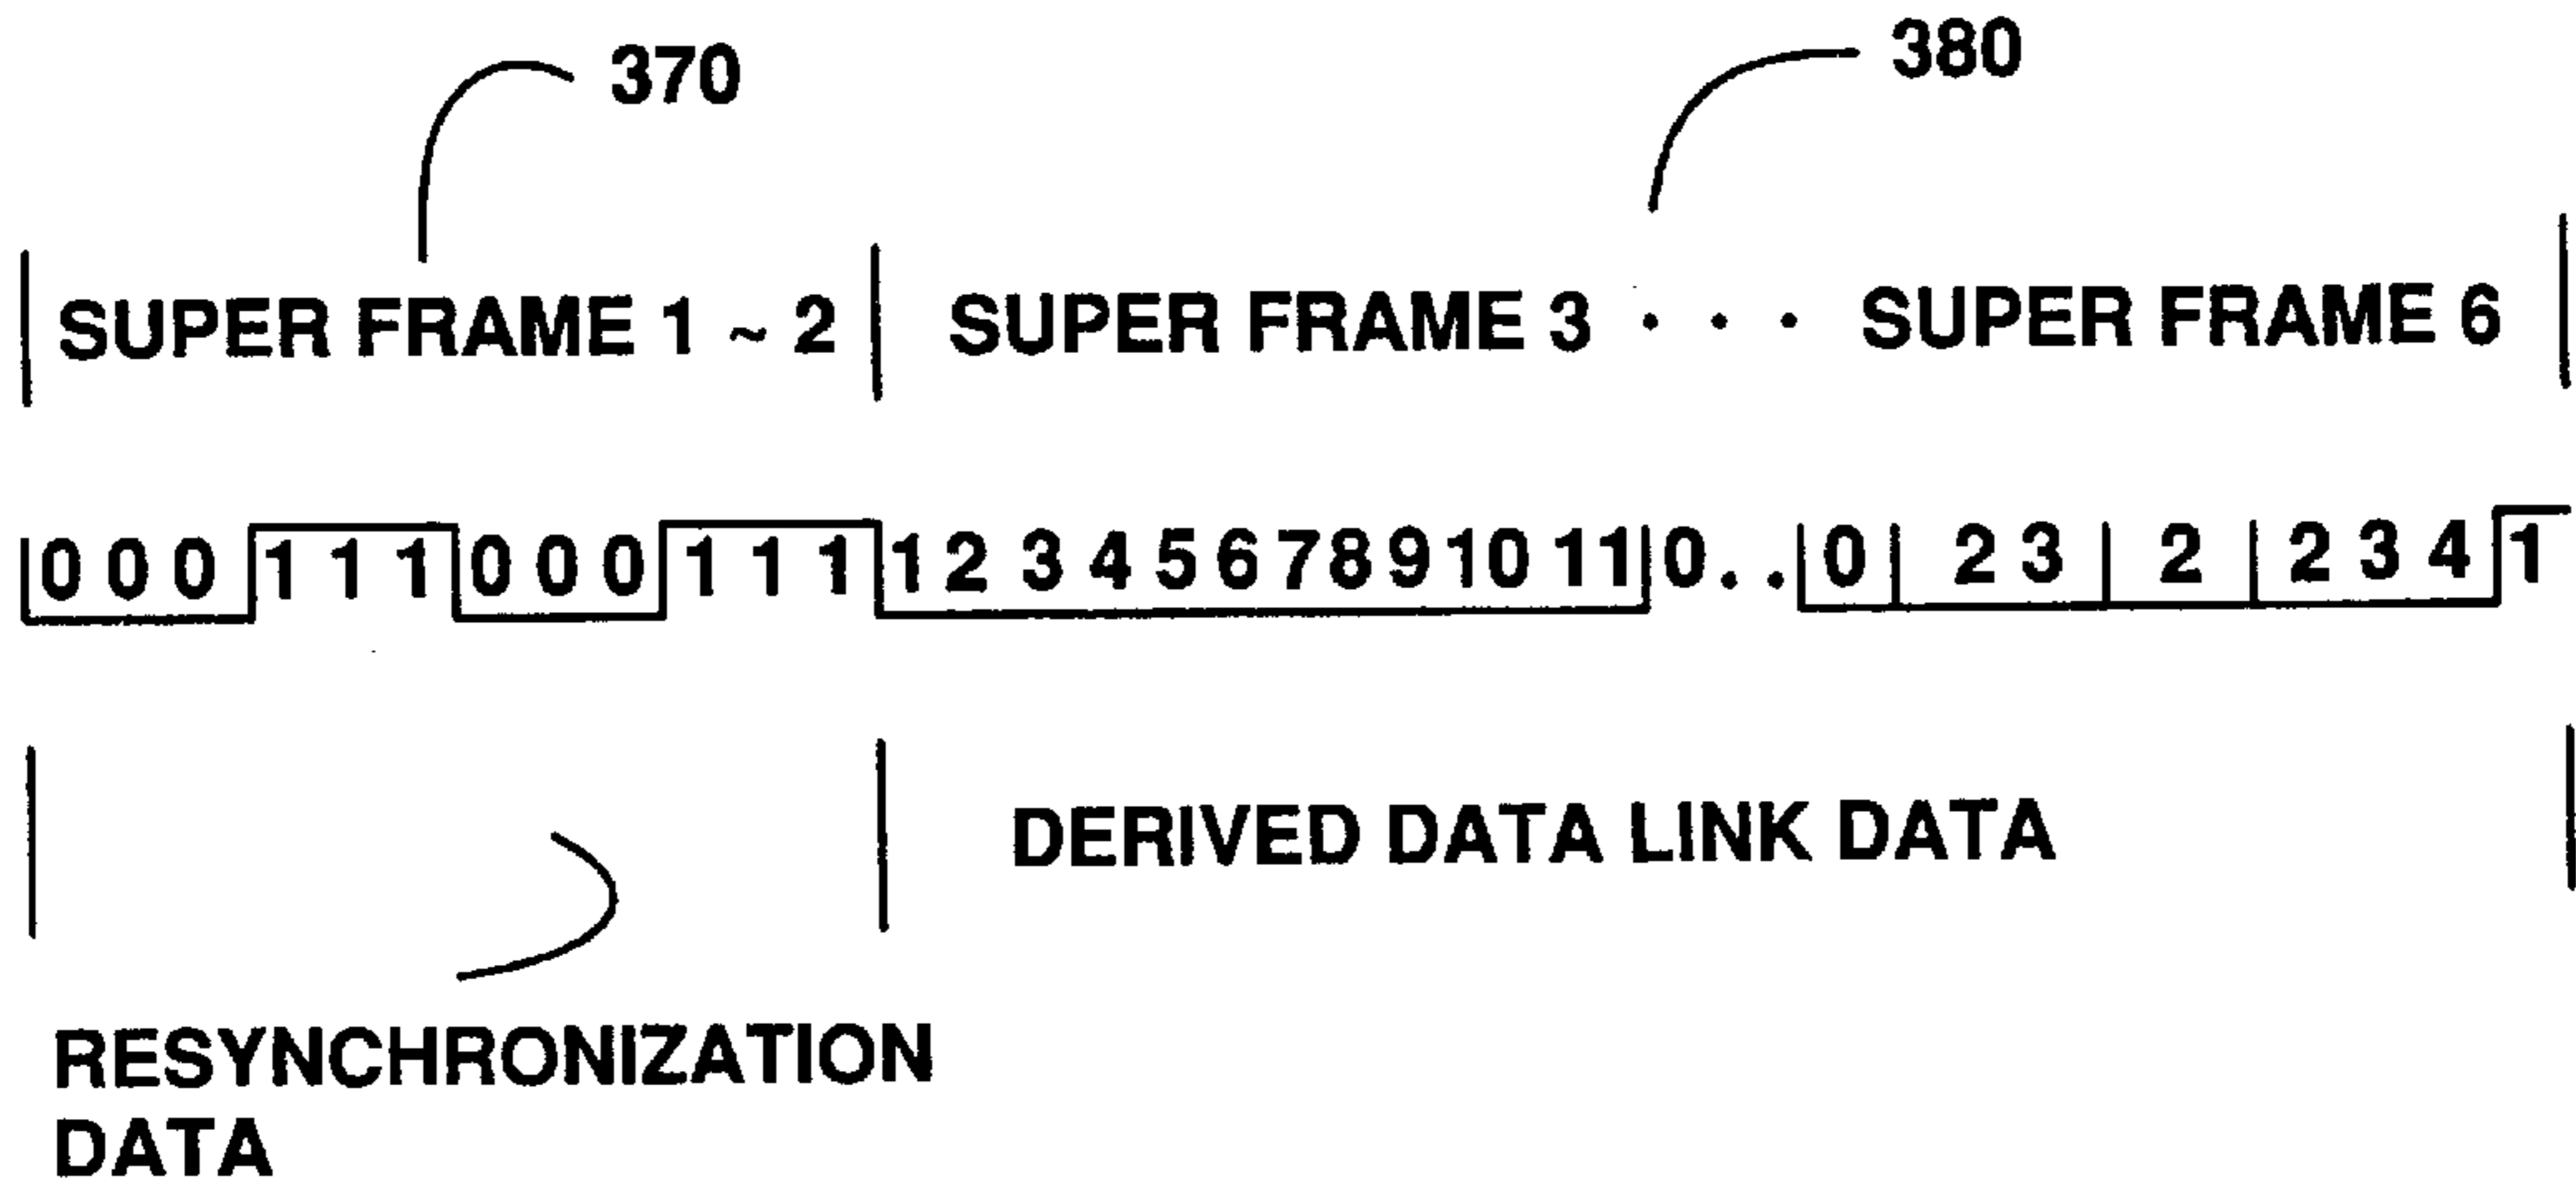 370
380
SUPER FRAME 1 ~ 2 SUPER FRAME 3 · · · SUPER FRAME 6
0 0 0 1 1 1 0 0 0 1 1 1 1 2 3 4 5 6 7 8 9 10 11 0 . . 0 2 3 2 2 3 4 1
DERIVED DATA LINK DATA
RESYNCHRONIZATION
DATA